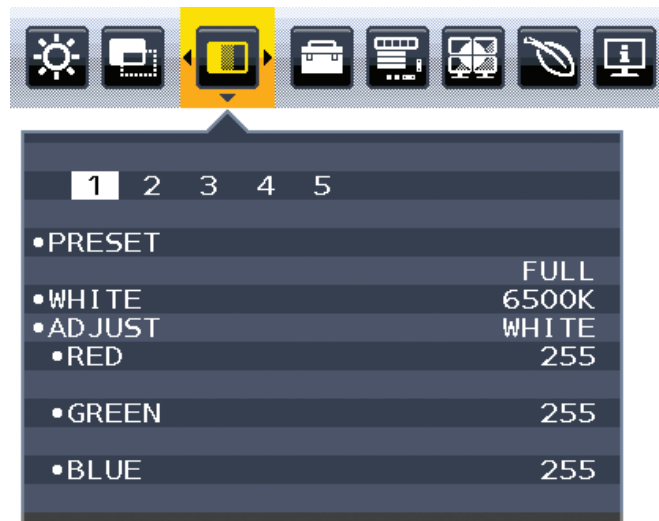 1 2 3 4 5
•PRESET
FULL
•WHITE 6500K
•ADJUST WHITE
•RED 255
•GREEN 255
•BLUE 255